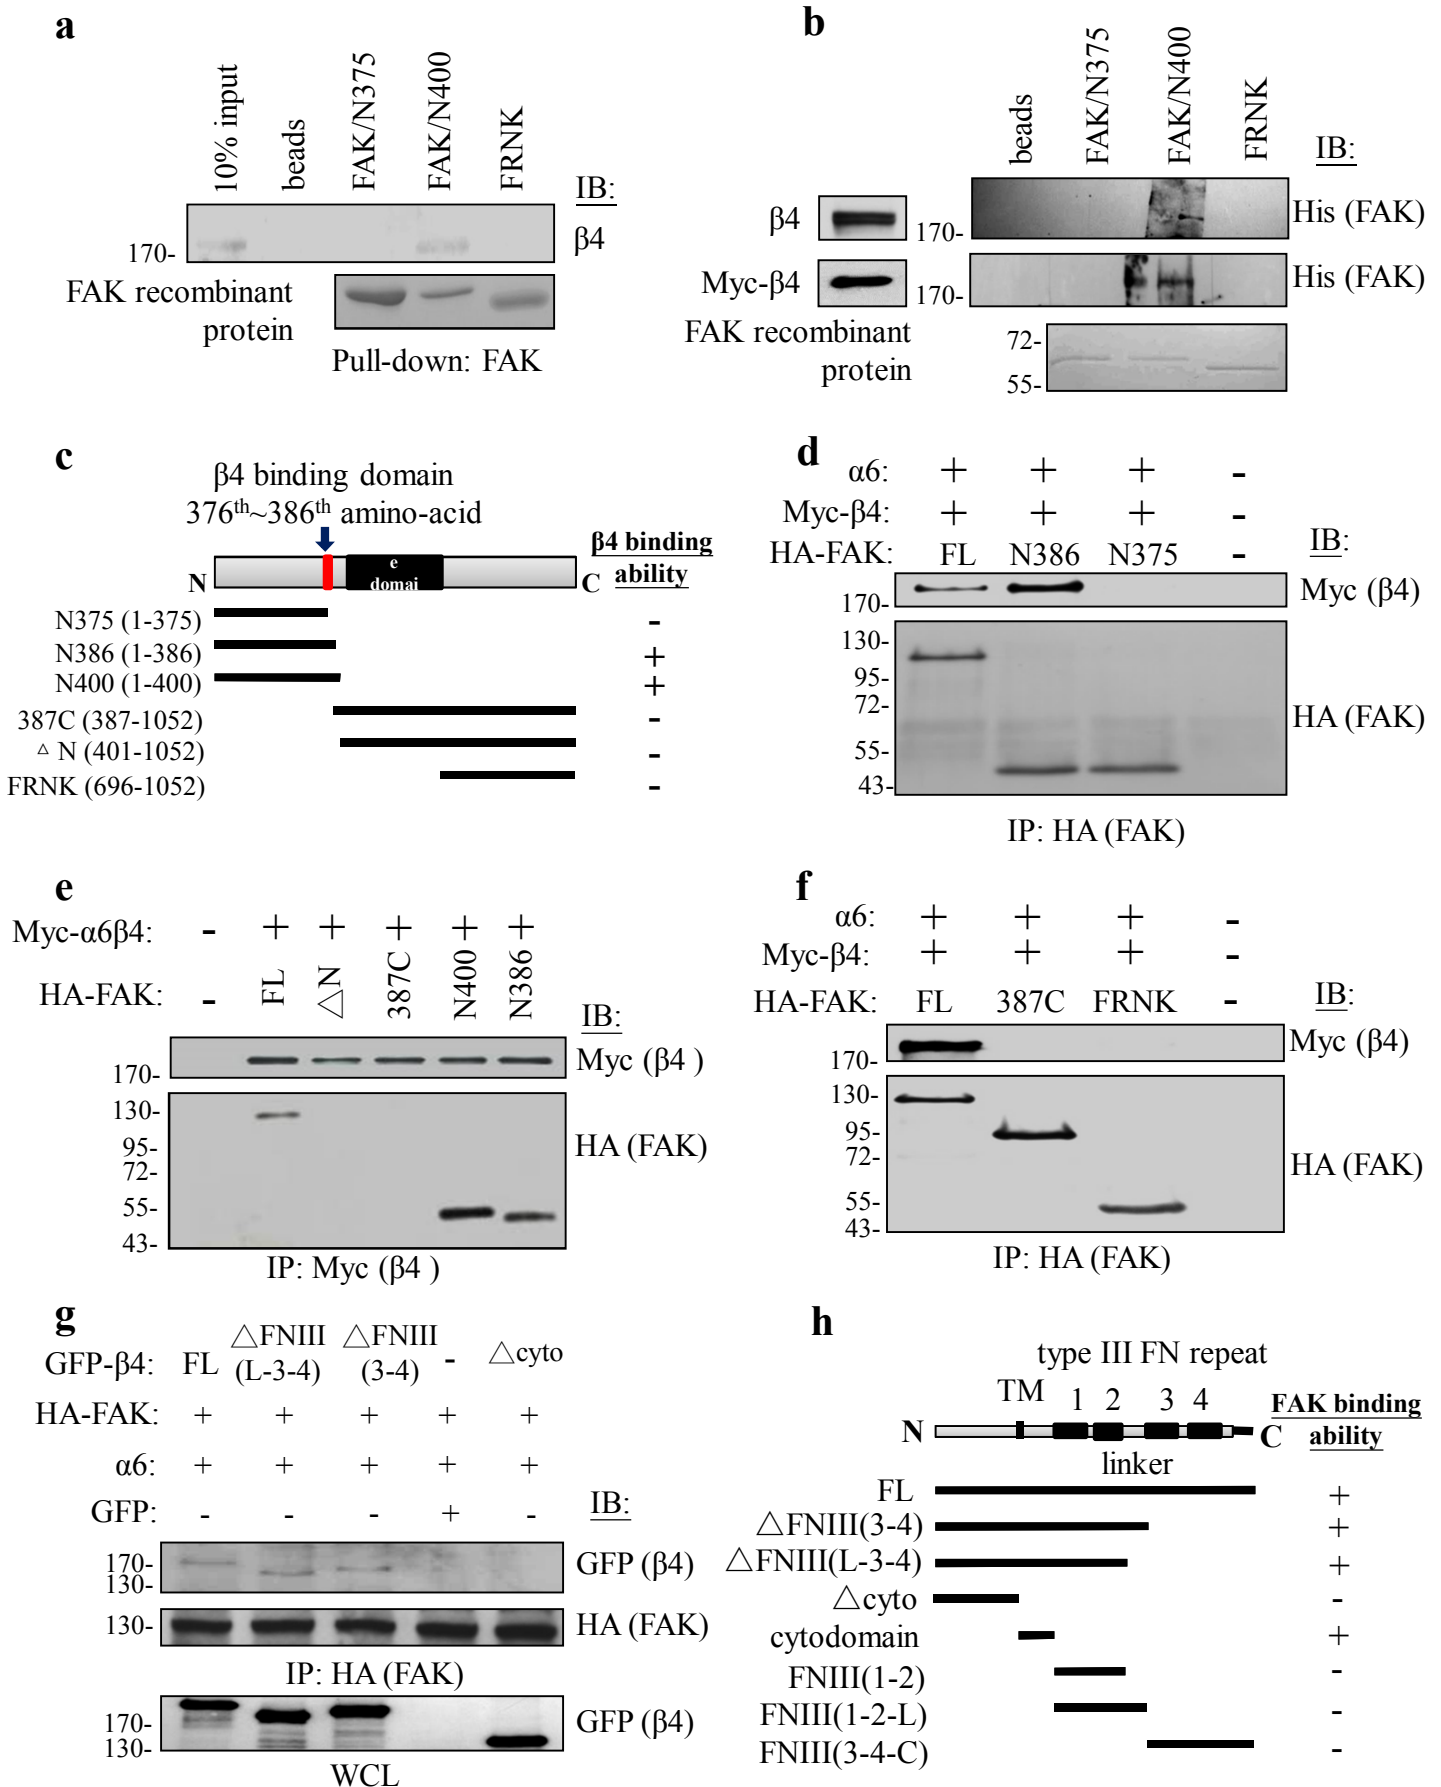 a
10% input
beads
FAK/N375
FAK/N400
FRNK
IB:
170-
β4
FAK recombinant
protein
Pull-down: FAK
b
beads
FAK/N375
FAK/N400
FRNK
IB:
β4
170-
His (FAK)
Myc-β4
170-
His (FAK)
FAK recombinant
protein
72-
55-
c
β4 binding domain
376th~386th amino-acid
β4 binding
ability
e
domai
N
C
N375 (1-375) -
N386 (1-386) +
N400 (1-400) +
387C (387-1052) -
△ N (401-1052) -
FRNK (696-1052) -
d
α6: + + + -
Myc-β4: + + + -
HA-FAK: FL N386 N375 -
IB:
170-
Myc (β4)
130-
95-
72-
55-
43-
HA (FAK)
IP: HA (FAK)
e
Myc-α6β4: - + + + + +
HA-FAK: - FL △N 387C N400 N386
IB:
170-
Myc (β4 )
130-
95-
72-
55-
43-
HA (FAK)
IP: Myc (β4 )
f
α6: + + + -
Myc-β4: + + + -
HA-FAK: FL 387C FRNK -
IB:
170-
Myc (β4)
130-
95-
72-
55-
43-
HA (FAK)
IP: HA (FAK)
g
GFP-β4: FL △FNIII (L-3-4) △FNIII (3-4) - △cyto
HA-FAK: + + + + +
α6: + + + + +
GFP: - - - + -
IB:
170-
130-
GFP (β4)
130-
HA (FAK)
IP: HA (FAK)
170-
130-
GFP (β4)
WCL
h
type III FN repeat
TM 1 2 3 4
FAK binding
ability
N
C
linker
FL +
△FNIII(3-4) +
△FNIII(L-3-4) +
△cyto -
cytodomain +
FNIII(1-2) -
FNIII(1-2-L) -
FNIII(3-4-C) -